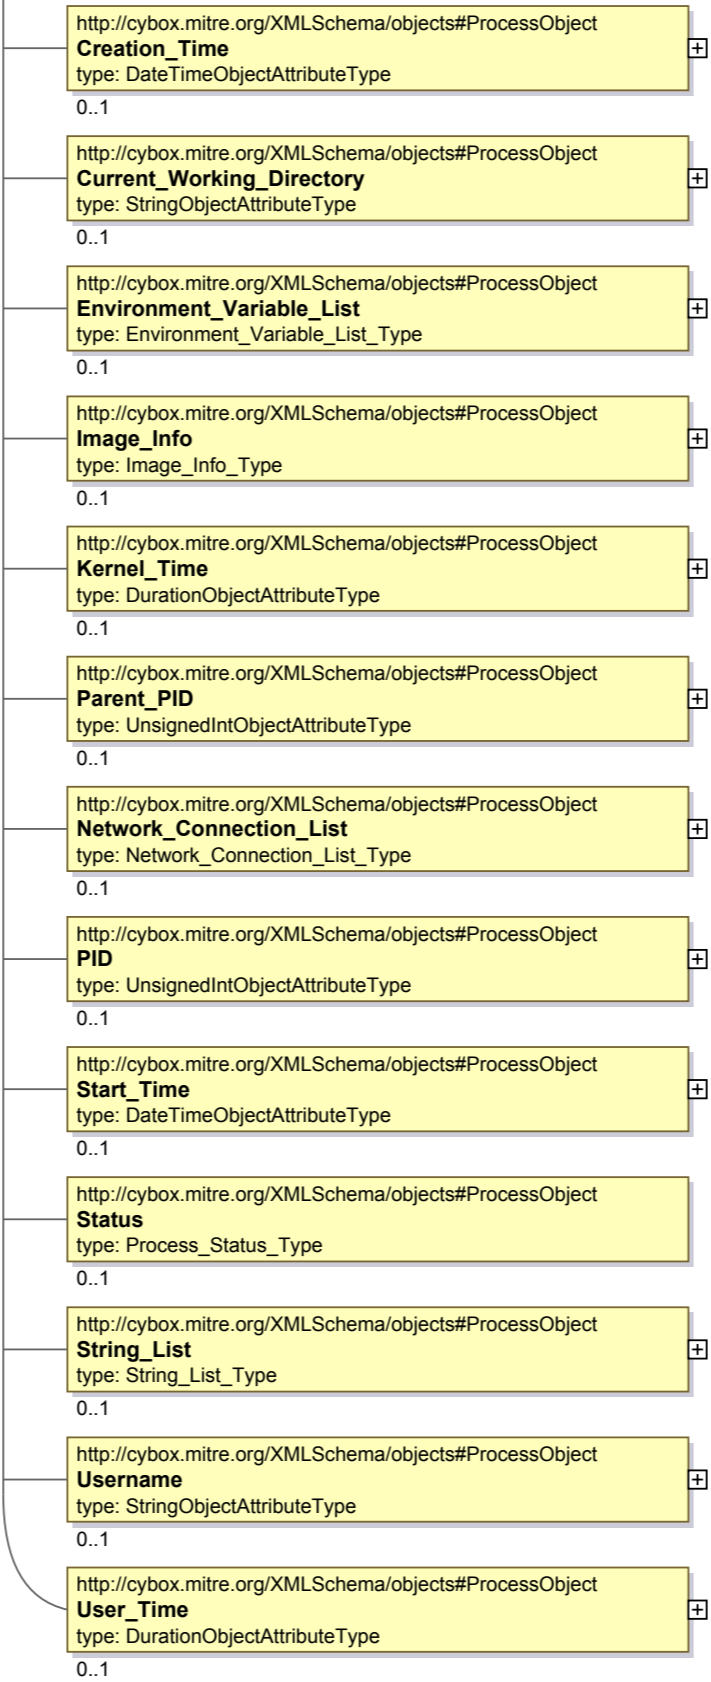 http://cybox.mitre.org/XMLSchema/objects#ProcessObject
Creation_Time
type: DateTimeObjectAttributeType
0..1
http://cybox.mitre.org/XMLSchema/objects#ProcessObject
Current_Working_Directory
type: StringObjectAttributeType
0..1
http://cybox.mitre.org/XMLSchema/objects#ProcessObject
Environment_Variable_List
type: Environment_Variable_List_Type
0..1
http://cybox.mitre.org/XMLSchema/objects#ProcessObject
Image_Info
type: Image_Info_Type
0..1
http://cybox.mitre.org/XMLSchema/objects#ProcessObject
Kernel_Time
type: DurationObjectAttributeType
0..1
http://cybox.mitre.org/XMLSchema/objects#ProcessObject
Parent_PID
type: UnsignedIntObjectAttributeType
0..1
http://cybox.mitre.org/XMLSchema/objects#ProcessObject
Network_Connection_List
type: Network_Connection_List_Type
0..1
http://cybox.mitre.org/XMLSchema/objects#ProcessObject
PID
type: UnsignedIntObjectAttributeType
0..1
http://cybox.mitre.org/XMLSchema/objects#ProcessObject
Start_Time
type: DateTimeObjectAttributeType
0..1
http://cybox.mitre.org/XMLSchema/objects#ProcessObject
Status
type: Process_Status_Type
0..1
http://cybox.mitre.org/XMLSchema/objects#ProcessObject
String_List
type: String_List_Type
0..1
http://cybox.mitre.org/XMLSchema/objects#ProcessObject
Username
type: StringObjectAttributeType
0..1
http://cybox.mitre.org/XMLSchema/objects#ProcessObject
User_Time
type: DurationObjectAttributeType
0..1